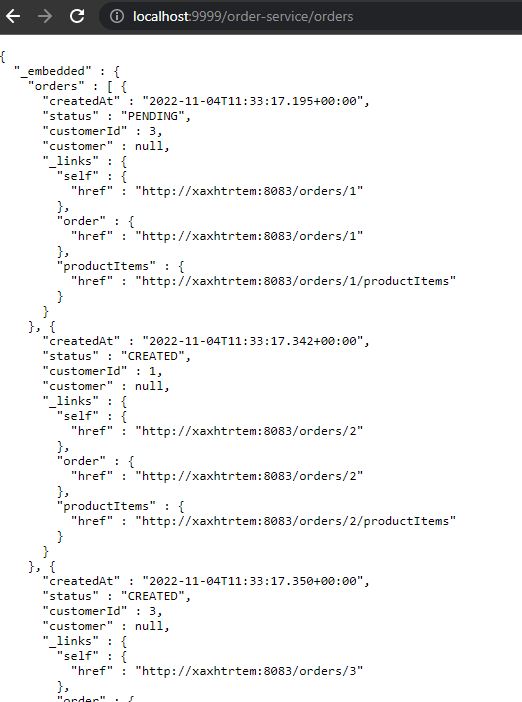 localhost:9999/order-service/orders
{
  "_embedded" : {
    "orders" : [ {
      "createdAt" : "2022-11-04T11:33:17.195+00:00",
      "status" : "PENDING",
      "customerId" : 3,
      "customer" : null,
      "_links" : {
        "self" : {
          "href" : "http://xaxhtrtem:8083/orders/1"
        },
        "order" : {
          "href" : "http://xaxhtrtem:8083/orders/1"
        },
        "productItems" : {
          "href" : "http://xaxhtrtem:8083/orders/1/productItems"
        }
      }
    }, {
      "createdAt" : "2022-11-04T11:33:17.342+00:00",
      "status" : "CREATED",
      "customerId" : 1,
      "customer" : null,
      "_links" : {
        "self" : {
          "href" : "http://xaxhtrtem:8083/orders/2"
        },
        "order" : {
          "href" : "http://xaxhtrtem:8083/orders/2"
        },
        "productItems" : {
          "href" : "http://xaxhtrtem:8083/orders/2/productItems"
        }
      }
    }, {
      "createdAt" : "2022-11-04T11:33:17.350+00:00",
      "status" : "CREATED",
      "customerId" : 3,
      "customer" : null,
      "_links" : {
        "self" : {
          "href" : "http://xaxhtrtem:8083/orders/3"
        },
        "order" : {